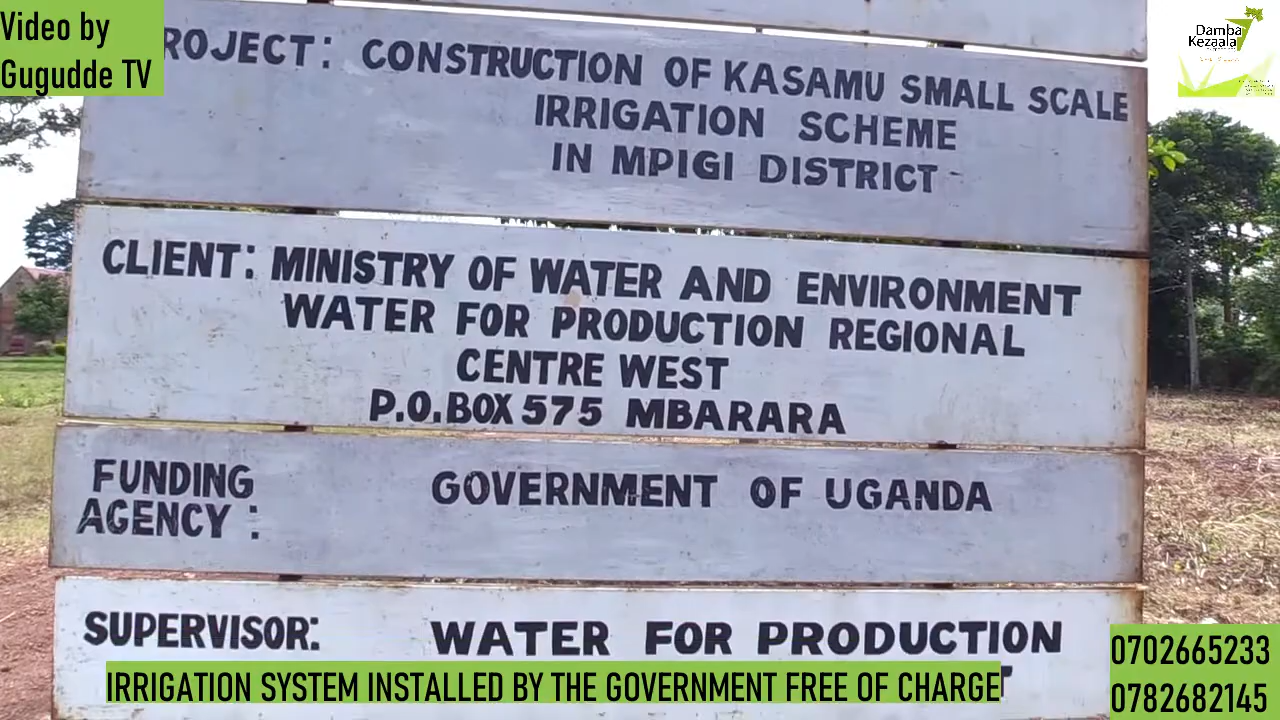 Video by
Gugudde TV
Damba
Kezaala
ROJECT: CONSTRUCTION OF KASAMU SMALL SCALE
IRRIGATION SCHEME
IN MPIGI DISTRICT
CLIENT: MINISTRY OF WATER AND ENVIRONMENT
WATER FOR PRODUCTION REGIONAL
CENTRE WEST
P.O.BOX 575 MBARARA
FUNDING
AGENCY :
GOVERNMENT OF UGANDA
SUPERVISOR: WATER FOR PRODUCTION
IRRIGATION SYSTEM INSTALLED BY THE GOVERNMENT FREE OF CHARGE
0702665233
0782682145